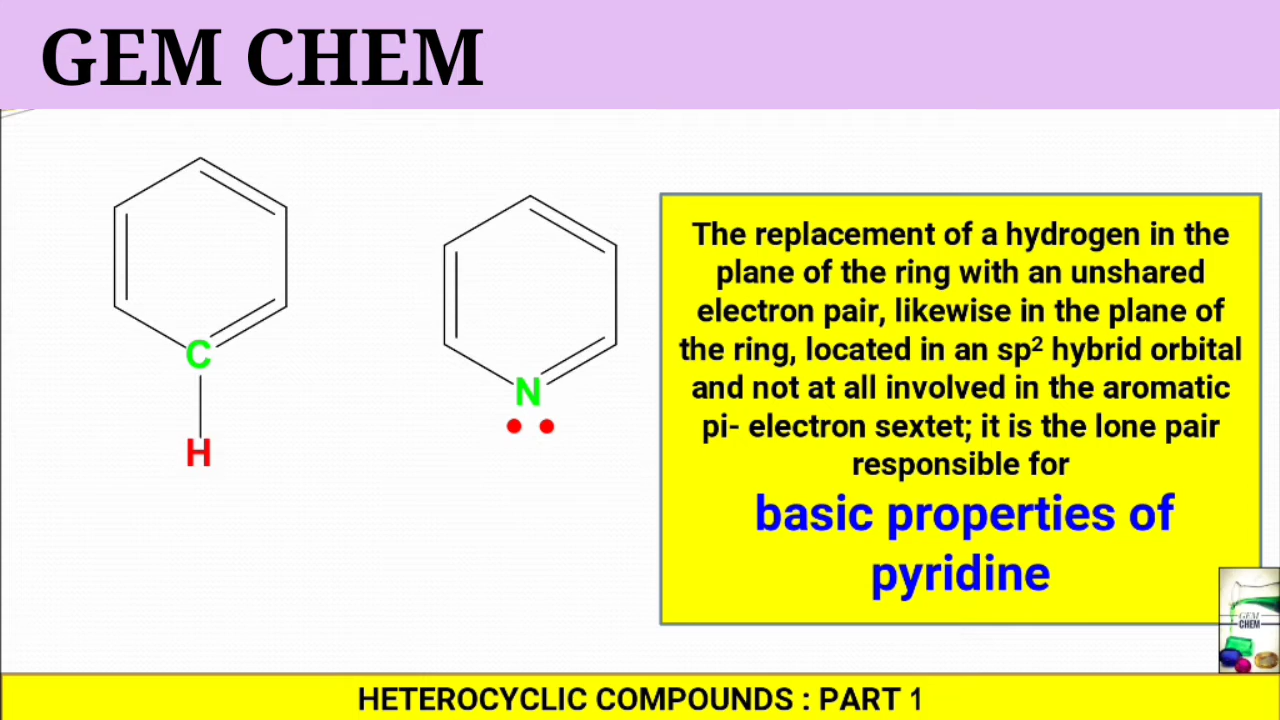 GEM CHEM
C
H
N
The replacement of a hydrogen in the
plane of the ring with an unshared
electron pair, likewise in the plane of
the ring, located in an sp² hybrid orbital
and not at all involved in the aromatic
pi- electron sextet; it is the lone pair
responsible for
basic properties of
pyridine
GEM
CHEM
HETEROCYCLIC COMPOUNDS : PART 1